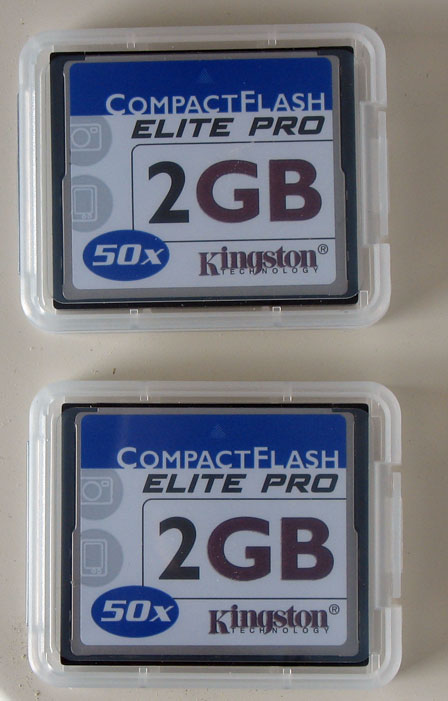 COMPACTFLASH
ELITE PRO
2GB
50x
Kingston®
TECHNOLOGY
COMPACTFLASH
ELITE PRO
2GB
50x
Kingston®
TECHNOLOGY